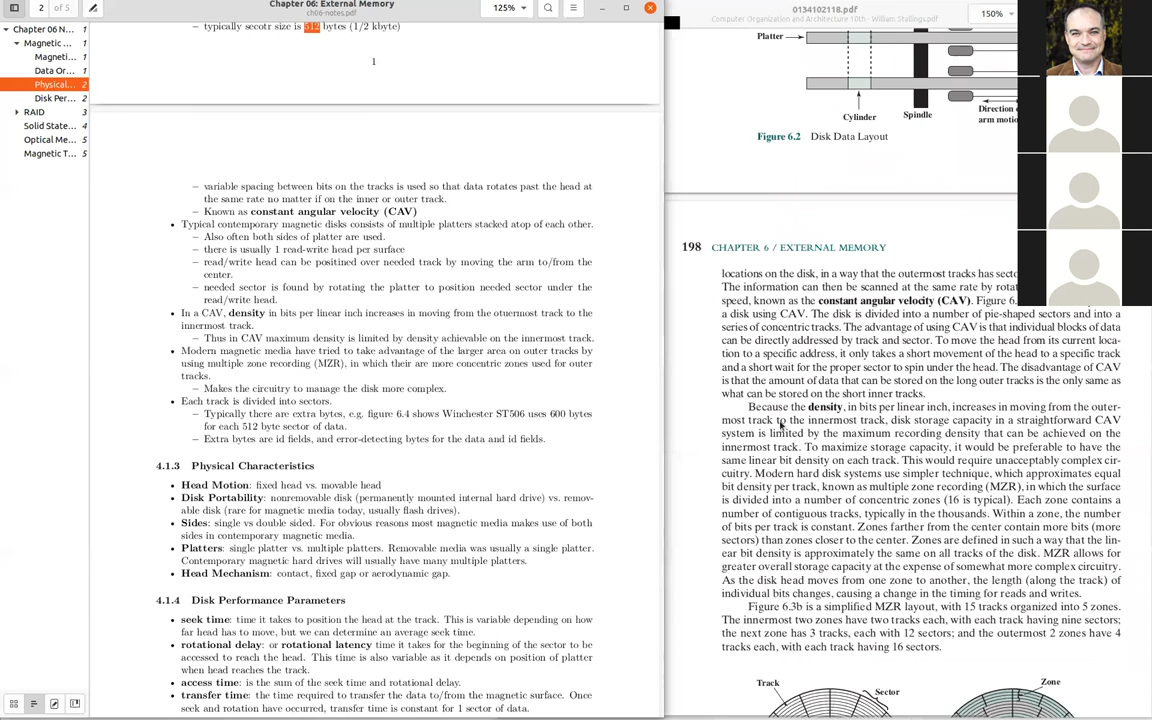 Chapter 06: External Memory
ch06-notes.pdf
2 of 5
125%
Chapter 06 N... 1
Magnetic ... 1
Magneti... 1
Data Or... 1
Physical... 2
Disk Per... 2
RAID 3
Solid State... 4
Optical Me... 5
Magnetic T... 5
– typically secotr size is 512 bytes (1/2 kbyte)
1
– variable spacing between bits on the tracks is used so that data rotates past the head at
the same rate no matter if on the inner or outer track.
– Known as constant angular velocity (CAV)
• Typical contemporary magnetic disks consists of multiple platters stacked atop of each other.
– Also often both sides of platter are used.
– there is usually 1 read-write head per surface
– read/write head can be positined over needed track by moving the arm to/from the
center.
– needed sector is found by rotating the platter to position needed sector under the
read/write head.
• In a CAV, density in bits per linear inch increases in moving from the otuermost track to the
innermost track.
– Thus in CAV maximum density is limited by density achievable on the innermost track.
• Modern magnetic media have tried to take advantage of the larger area on outer tracks by
using multiple zone recording (MZR), in which their are more concentric zones used for outer
tracks.
– Makes the circuitry to manage the disk more complex.
• Each track is divided into sectors.
– Typically there are extra bytes, e.g. figure 6.4 shows Winchester ST506 uses 600 bytes
for each 512 byte sector of data.
– Extra bytes are id fields, and error-detecting bytes for the data and id fields.
4.1.3 Physical Characteristics
• Head Motion: fixed head vs. movable head
• Disk Portability: nonremovable disk (permanently mounted internal hard drive) vs. remov-
able disk (rare for magnetic media today, usually flash drives).
• Sides: single vs double sided. For obvious reasons most magnetic media makes use of both
sides in contemporary magnetic media.
• Platters: single platter vs. multiple platters. Removable media was usually a single platter.
Contemporary magnetic hard drives will usually have many multiple platters.
• Head Mechanism: contact, fixed gap or aerodynamic gap.
4.1.4 Disk Performance Parameters
• seek time: time it takes to position the head at the track. This is variable depending on how
far head has to move, but we can determine an average seek time.
• rotational delay: or rotational latency time it takes for the beginning of the sector to be
accessed to reach the head. This time is also variable as it depends on position of platter
when head reaches the track.
• access time: is the sum of the seek time and rotational delay.
• transfer time: the time required to transfer the data to/from the magnetic surface. Once
seek and rotation have occurred, transfer time is constant for 1 sector of data.
0134102118.pdf
Computer Organization and Architecture 10th - William Stallings.pdf
150%
Platter
Cylinder
Spindle
Direction
arm motio
Figure 6.2 Disk Data Layout
198 CHAPTER 6 / EXTERNAL MEMORY
locations on the disk, in a way that the outermost tracks has secto
The information can then be scanned at the same rate by rotat
speed, known as the constant angular velocity (CAV). Figure 6.
a disk using CAV. The disk is divided into a number of pie-shaped sectors and into a
series of concentric tracks. The advantage of using CAV is that individual blocks of data
can be directly addressed by track and sector. To move the head from its current loca-
tion to a specific address, it only takes a short movement of the head to a specific track
and a short wait for the proper sector to spin under the head. The disadvantage of CAV
is that the amount of data that can be stored on the long outer tracks is the only same as
what can be stored on the short inner tracks.
Because the density, in bits per linear inch, increases in moving from the outer-
most track to the innermost track, disk storage capacity in a straightforward CAV
system is limited by the maximum recording density that can be achieved on the
innermost track. To maximize storage capacity, it would be preferable to have the
same linear bit density on each track. This would require unacceptably complex cir-
cuitry. Modern hard disk systems use simpler technique, which approximates equal
bit density per track, known as multiple zone recording (MZR), in which the surface
is divided into a number of concentric zones (16 is typical). Each zone contains a
number of contiguous tracks, typically in the thousands. Within a zone, the number
of bits per track is constant. Zones farther from the center contain more bits (more
sectors) than zones closer to the center. Zones are defined in such a way that the lin-
ear bit density is approximately the same on all tracks of the disk. MZR allows for
greater overall storage capacity at the expense of somewhat more complex circuitry.
As the disk head moves from one zone to another, the length (along the track) of
individual bits changes, causing a change in the timing for reads and writes.
Figure 6.3b is a simplified MZR layout, with 15 tracks organized into 5 zones.
The innermost two zones have two tracks each, with each track having nine sectors;
the next zone has 3 tracks, each with 12 sectors; and the outermost 2 zones have 4
tracks each, with each track having 16 sectors.
Track
Sector
Zone